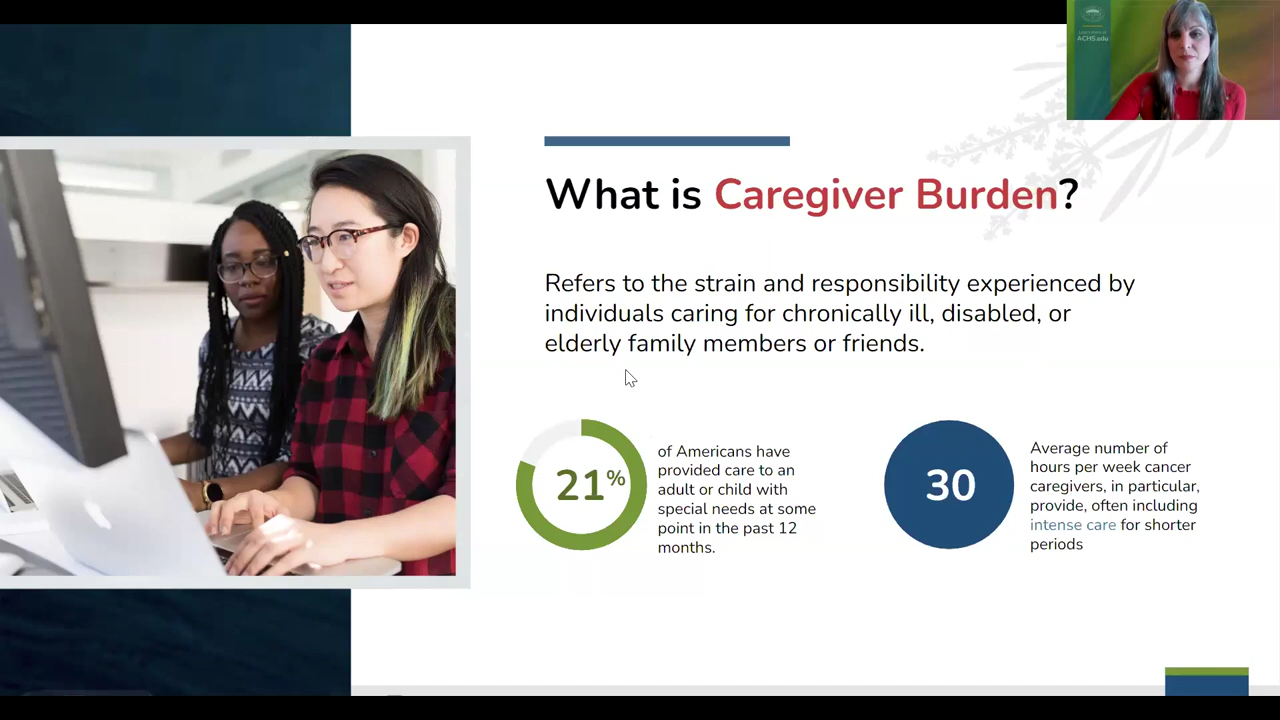 ACHS.edu
What is Caregiver Burden?
Refers to the strain and responsibility experienced by
individuals caring for chronically ill, disabled, or
elderly family members or friends.
21%
of Americans have
provided care to an
adult or child with
special needs at some
point in the past 12
months.
30
Average number of
hours per week cancer
caregivers, in particular,
provide, often including
intense care for shorter
periods